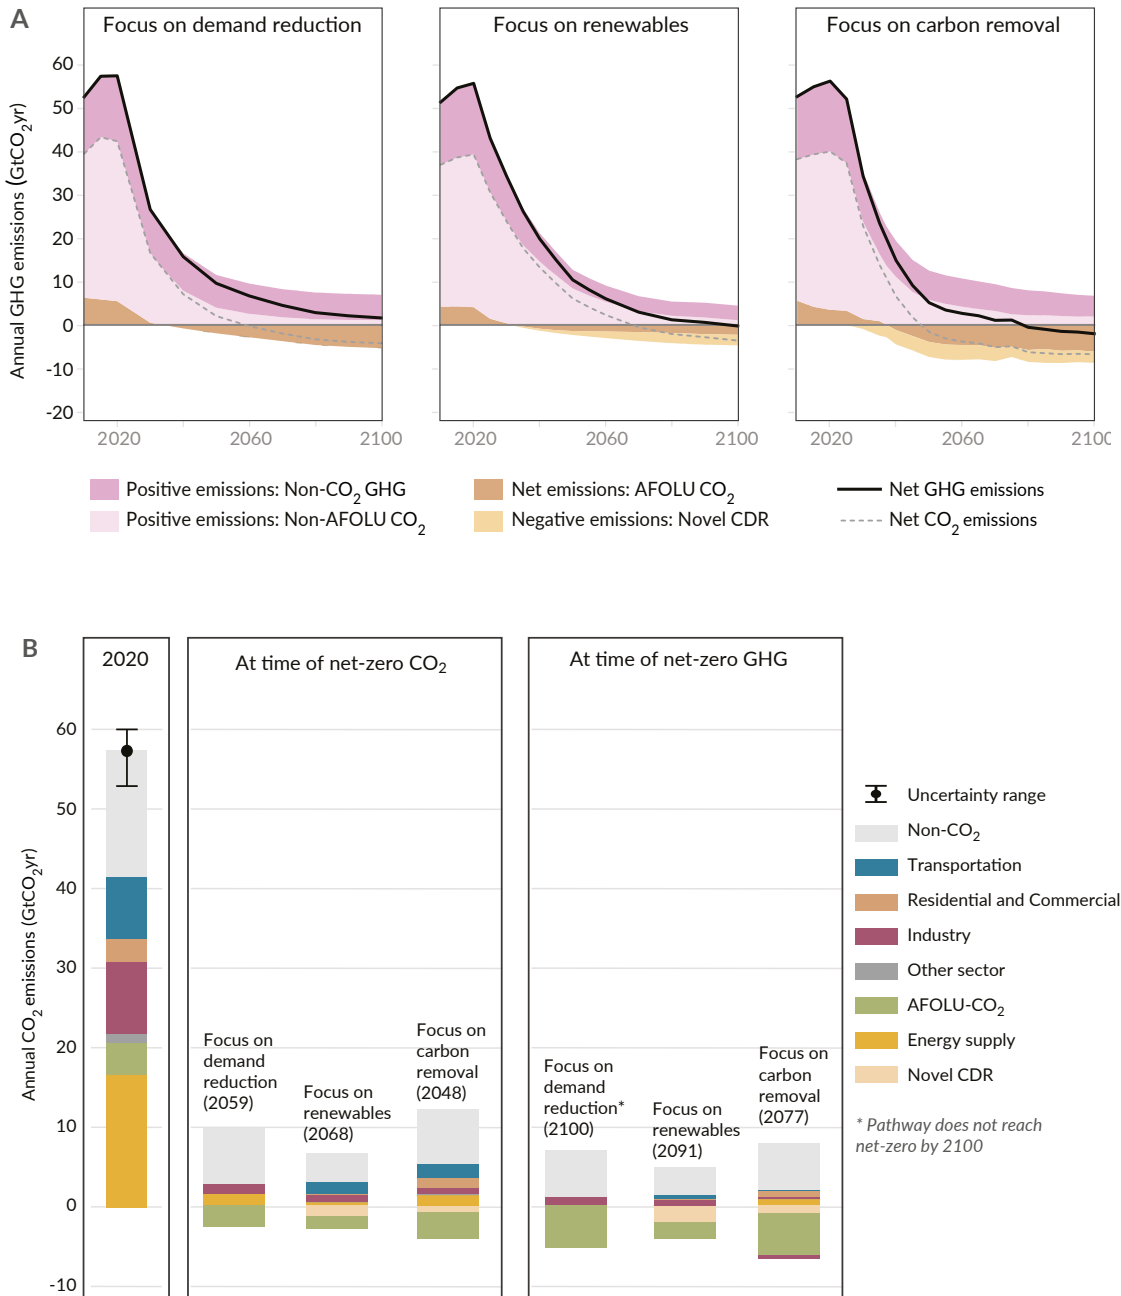 A
Focus on demand reduction
Focus on renewables
Focus on carbon removal
Annual GHG emissions (GtCO2yr)
60
50
40
30
20
10
0
-10
-20
2020
2060
2100
2020
2060
2100
2020
2060
2100
Positive emissions: Non-CO2 GHG
Net emissions: AFOLU CO2
Net GHG emissions
Positive emissions: Non-AFOLU CO2
Negative emissions: Novel CDR
Net CO2 emissions
B
2020
At time of net-zero CO2
At time of net-zero GHG
Annual CO2 emissions (GtCO2yr)
60
50
40
30
20
10
0
-10
Focus on
demand
reduction
(2059)
Focus on
renewables
(2068)
Focus on
carbon
removal
(2048)
Focus on
demand
reduction*
(2100)
Focus on
renewables
(2091)
Focus on
carbon
removal
(2077)
Uncertainty range
Non-CO2
Transportation
Residential and Commercial
Industry
Other sector
AFOLU-CO2
Energy supply
Novel CDR
* Pathway does not reach
net-zero by 2100